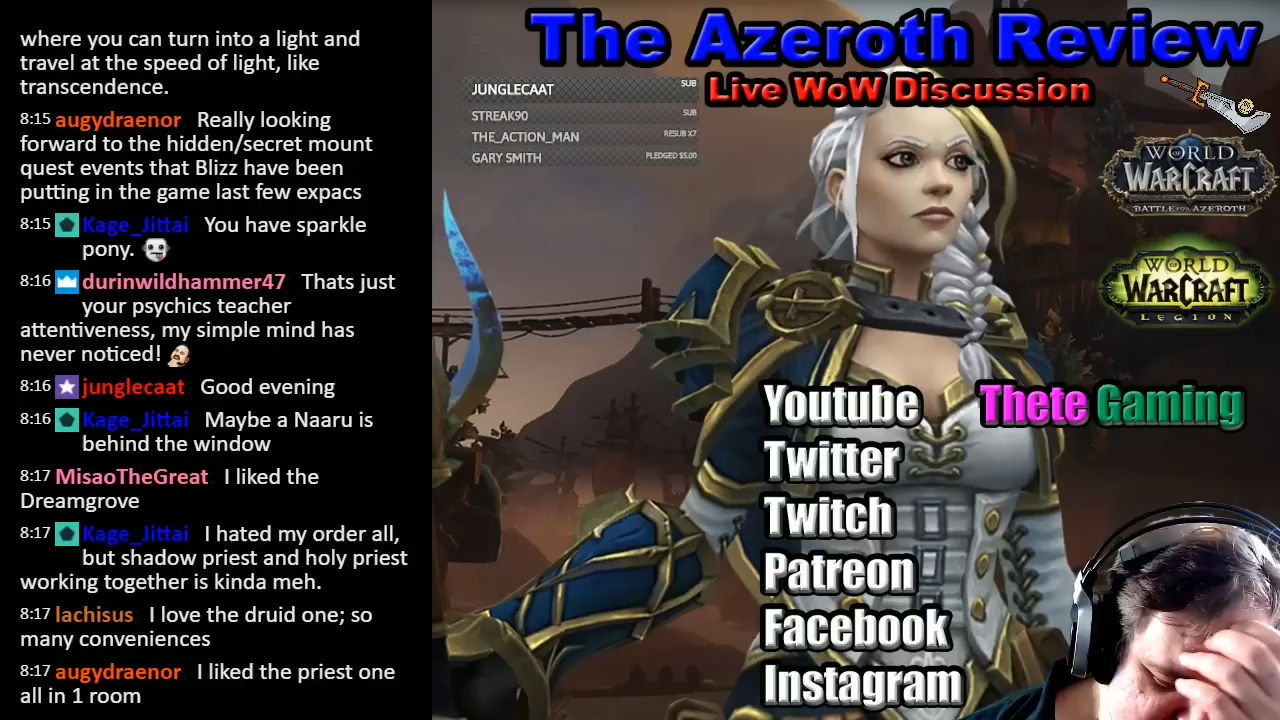 where you can turn into a light and
travel at the speed of light, like
transcendence.
8:15 augydraenor Really looking
forward to the hidden/secret mount
quest events that Blizz have been
putting in the game last few expacs
8:15 Kage_Jittai You have sparkle
pony.
8:16 durinwildhammer47 Thats just
your psychics teacher
attentiveness, my simple mind has
never noticed!
8:16 junglecaat Good evening
8:16 Kage_Jittai Maybe a Naaru is
behind the window
8:17 MisaoTheGreat I liked the
Dreamgrove
8:17 Kage_Jittai I hated my order all,
but shadow priest and holy priest
working together is kinda meh.
8:17 lachisus I love the druid one; so
many conveniences
8:17 augydraenor I liked the priest one
all in 1 room
The Azeroth Review
Live WoW Discussion
JUNGLECAAT SUB
STREAK90 SUB
THE_ACTION_MAN RESUB X7
GARY SMITH PLEDGED $5.00
WORLD
WARCRAFT
BATTLE FOR AZEROTH
WORLD
WARCRAFT
LEGION
Youtube Thete Gaming
Twitter
Twitch
Patreon
Facebook
Instagram